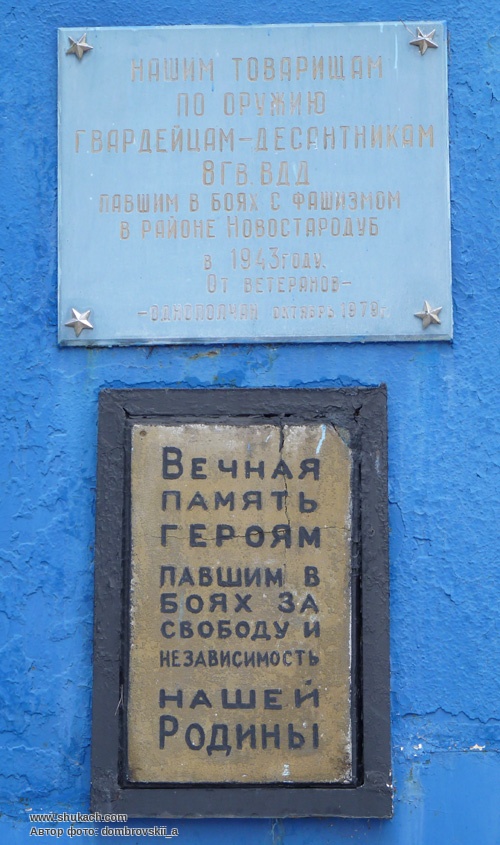 НАШИМ ТОВАРИЩАМ
ПО ОРУЖИЮ
ГВАРДЕЙЦАМ-ДЕСАНТНИКАМ
8ГВ. ВДД
ПАВШИМ В БОЯХ С ФАШИЗМОМ
В РАЙОНЕ НОВОСТАРОДУБ
В 1943 ГОДУ.
ОТ ВЕТЕРАНОВ-
-ОДНОПОЛЧАН ОКТЯБРЬ 1979г.
ВЕЧНАЯ
ПАМЯТЬ
ГЕРОЯМ
ПАВШИМ В
БОЯХ ЗА
СВОБОДУ И
НЕЗАВИСИМОСТЬ
НАШЕЙ
РОДИНЫ
www.shukach.com
Автор фото: dombrovskii_a